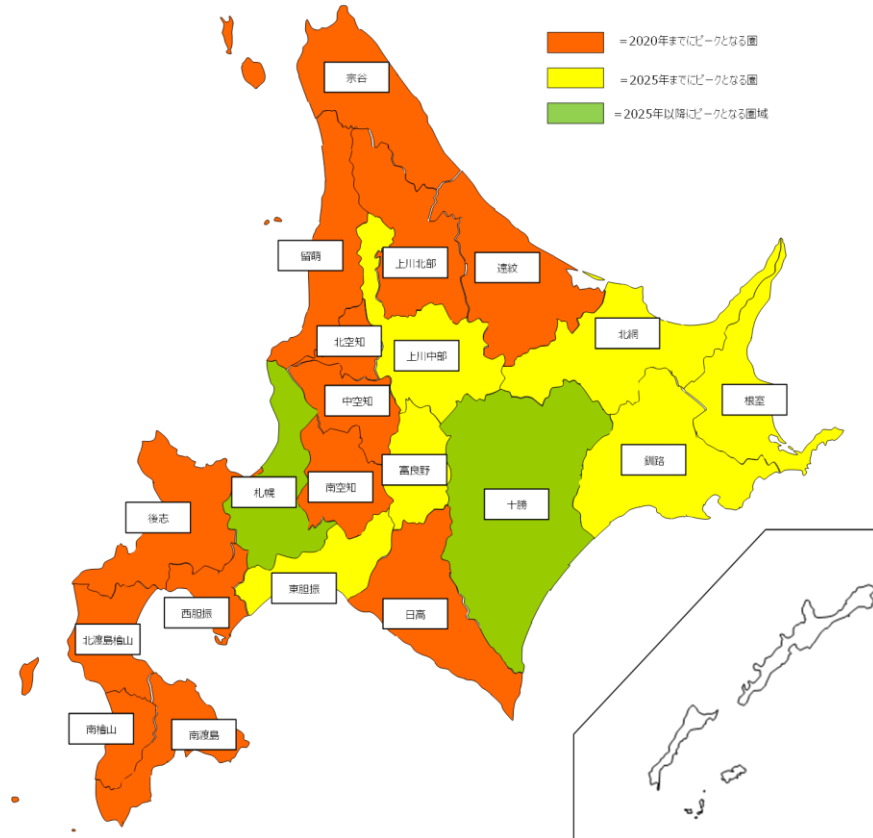 =2020年までにピークとなる圏
=2025年までにピークとなる圏
=2025年以降にピークとなる圏域
宗谷
留萌
上川北部
遠紋
北空知
上川中部
北網
中空知
根室
富良野
釧路
札幌
南空知
十勝
後志
東胆振
西胆振
日高
北渡島檜山
南檜山
南渡島